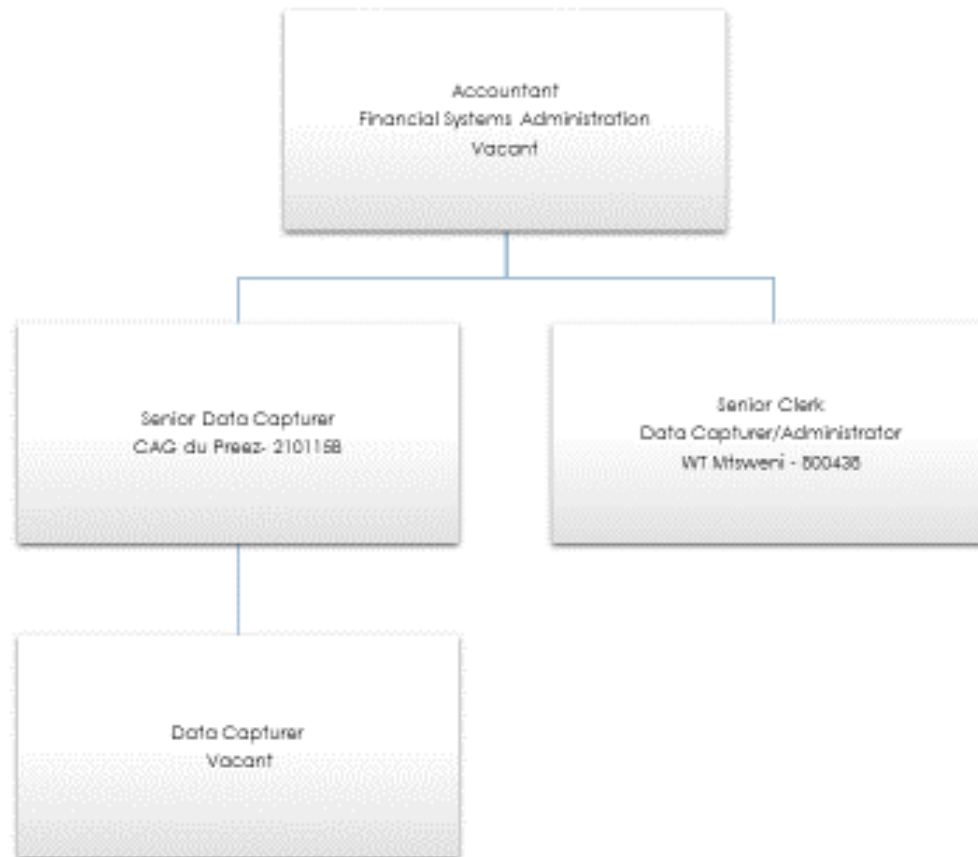 Accountant
Financial Systems Administration
Vacant
Senior Data Capturer
CAG du Preez- 2101158
Senior Clerk
Data Capturer/Administrator
WT Mtsweni - 800438
Data Capturer
Vacant